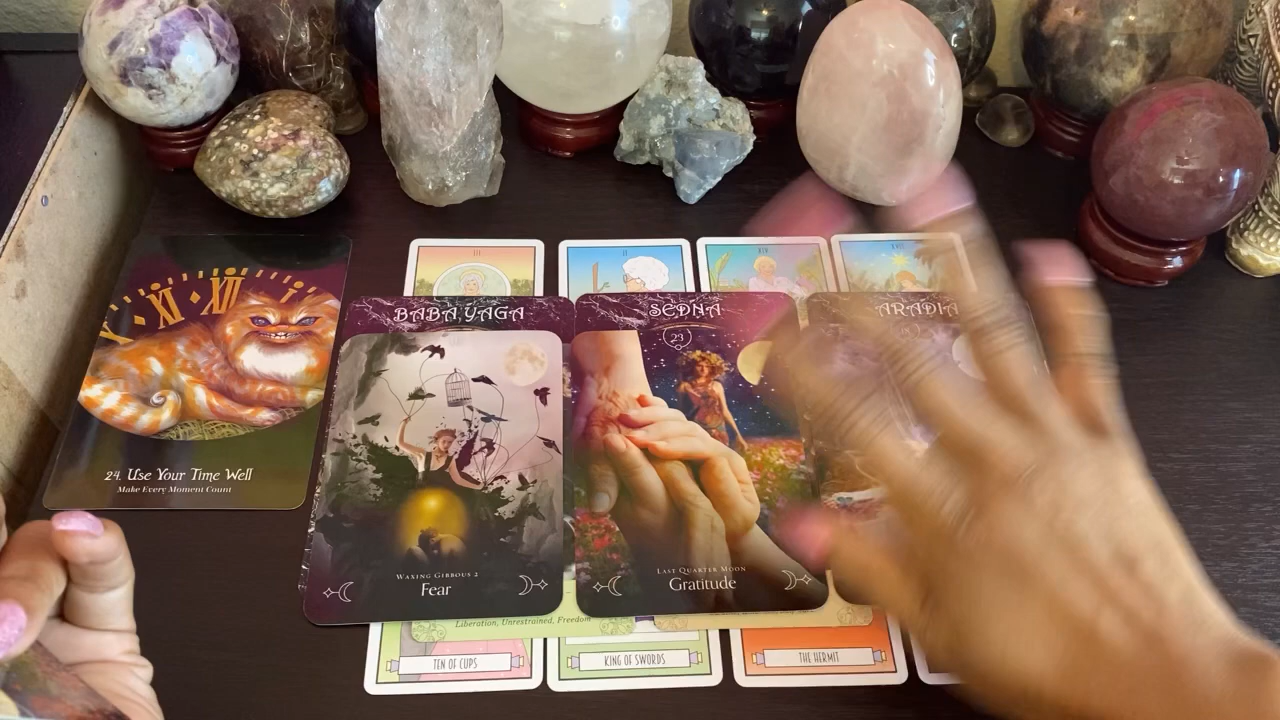 III
II
XIV
XVII
BABA YAGA
SEDNA
ARADIA
23
XI XII I
24. Use Your Time Well
Make Every Moment Count
Waxing Gibbous 2
Fear
Last Quarter Moon
Gratitude
Liberation, Unrestrained, Freedom
TEN OF CUPS
KING OF SWORDS
THE HERMIT